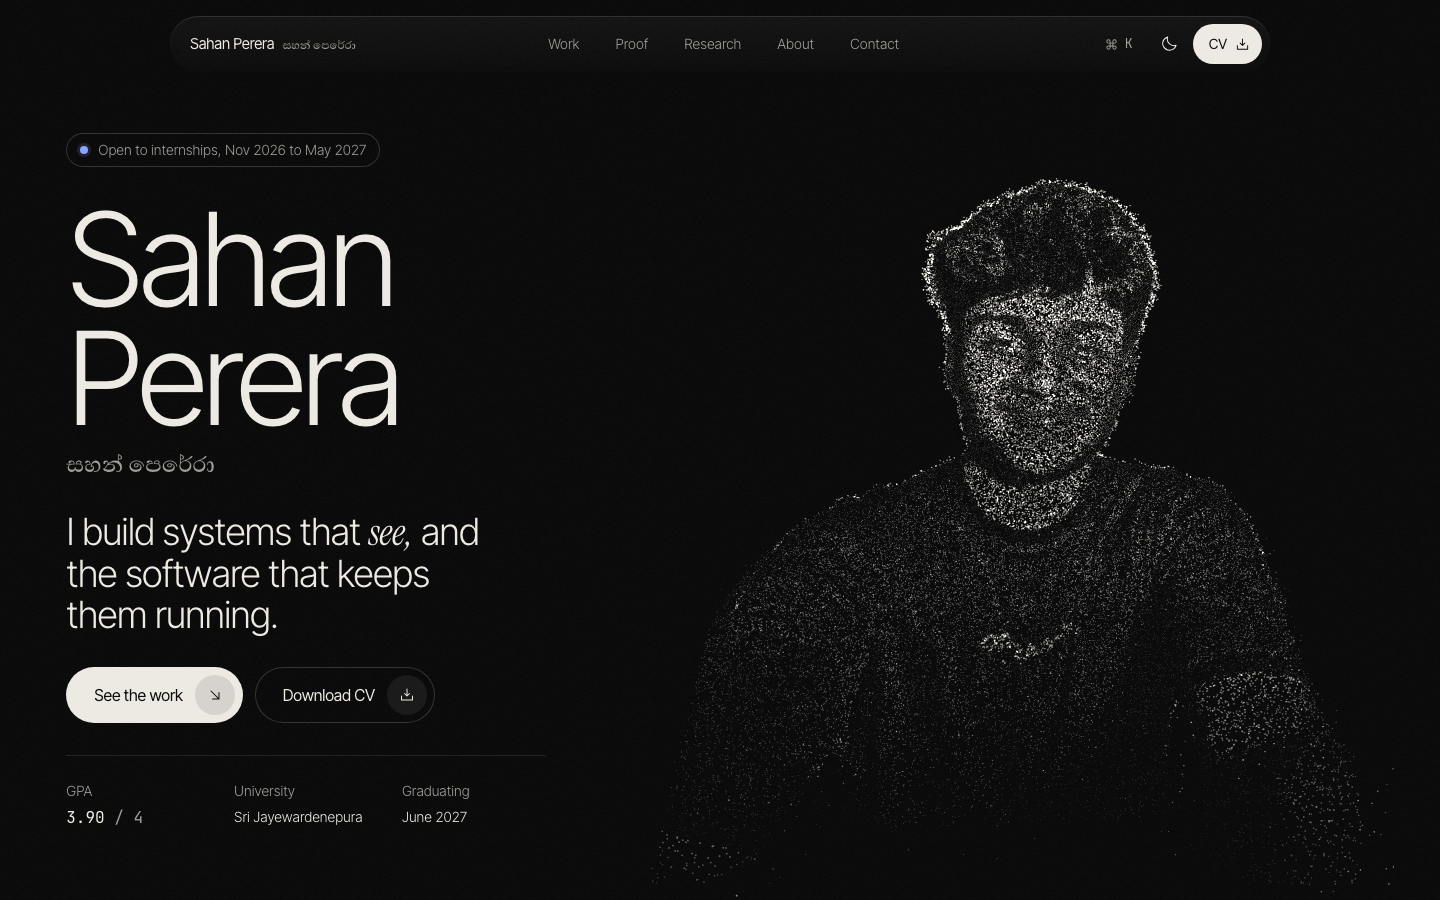 Sahan Perera සහන් පෙරේරා
Work Proof Research About Contact
⌘ K
CV
Open to internships, Nov 2026 to May 2027
Sahan
Perera
සහන් පෙරේරා
I build systems that see, and
the software that keeps
them running.
See the work
Download CV
GPA University Graduating
3.90 / 4 Sri Jayewardenepura June 2027